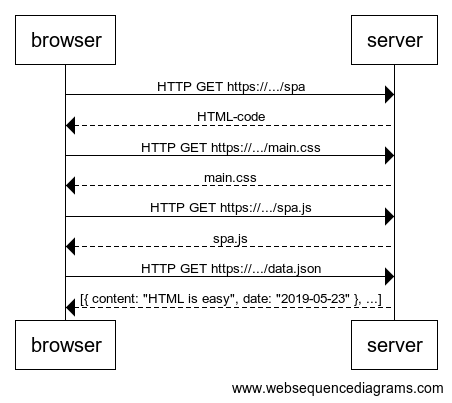 browser server
HTTP GET https://.../spa
HTML-code
HTTP GET https://.../main.css
main.css
HTTP GET https://.../spa.js
spa.js
HTTP GET https://.../data.json
[{ content: "HTML is easy", date: "2019-05-23" }, ...]
browser server
www.websequencediagrams.com